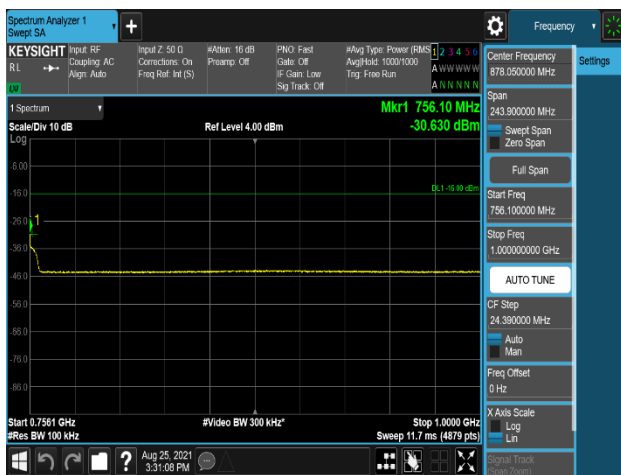 Spectrum Analyzer 1
Swept SA
+
Frequency
KEYSIGHT
RL
Input: RF
Coupling: AC
Align: Auto
Input Z: 50 Ω
Corrections: On
Freq Ref: Int (S)
#Atten: 16 dB
Preamp: Off
PNO: Fast
Gate: Off
IF Gain: Low
Sig Track: Off
#Avg Type: Power (RMS
Avg|Hold: 1000/1000
Trig: Free Run
1 2 3 4 5 6
A W W W W W
A N N N N N
1 Spectrum
Scale/Div 10 dB
Log
Ref Level 4.00 dBm
Mkr1 756.10 MHz
-30.630 dBm
-6.00
-16.0
-26.0
-36.0
-46.0
-56.0
-66.0
-76.0
-86.0
DL1 -16.00 dBm
1
Start 0.7561 GHz
#Res BW 100 kHz
#Video BW 300 kHz*
Stop 1.0000 GHz
Sweep 11.7 ms (4879 pts)
Center Frequency
878.050000 MHz
Settings
Span
243.900000 MHz
Swept Span
Zero Span
Full Span
Start Freq
756.100000 MHz
Stop Freq
1.000000000 GHz
AUTO TUNE
CF Step
24.390000 MHz
Auto
Man
Freq Offset
0 Hz
X Axis Scale
Log
Lin
Signal Track
(Span Zoom)
?
Aug 25, 2021
3:31:08 PM